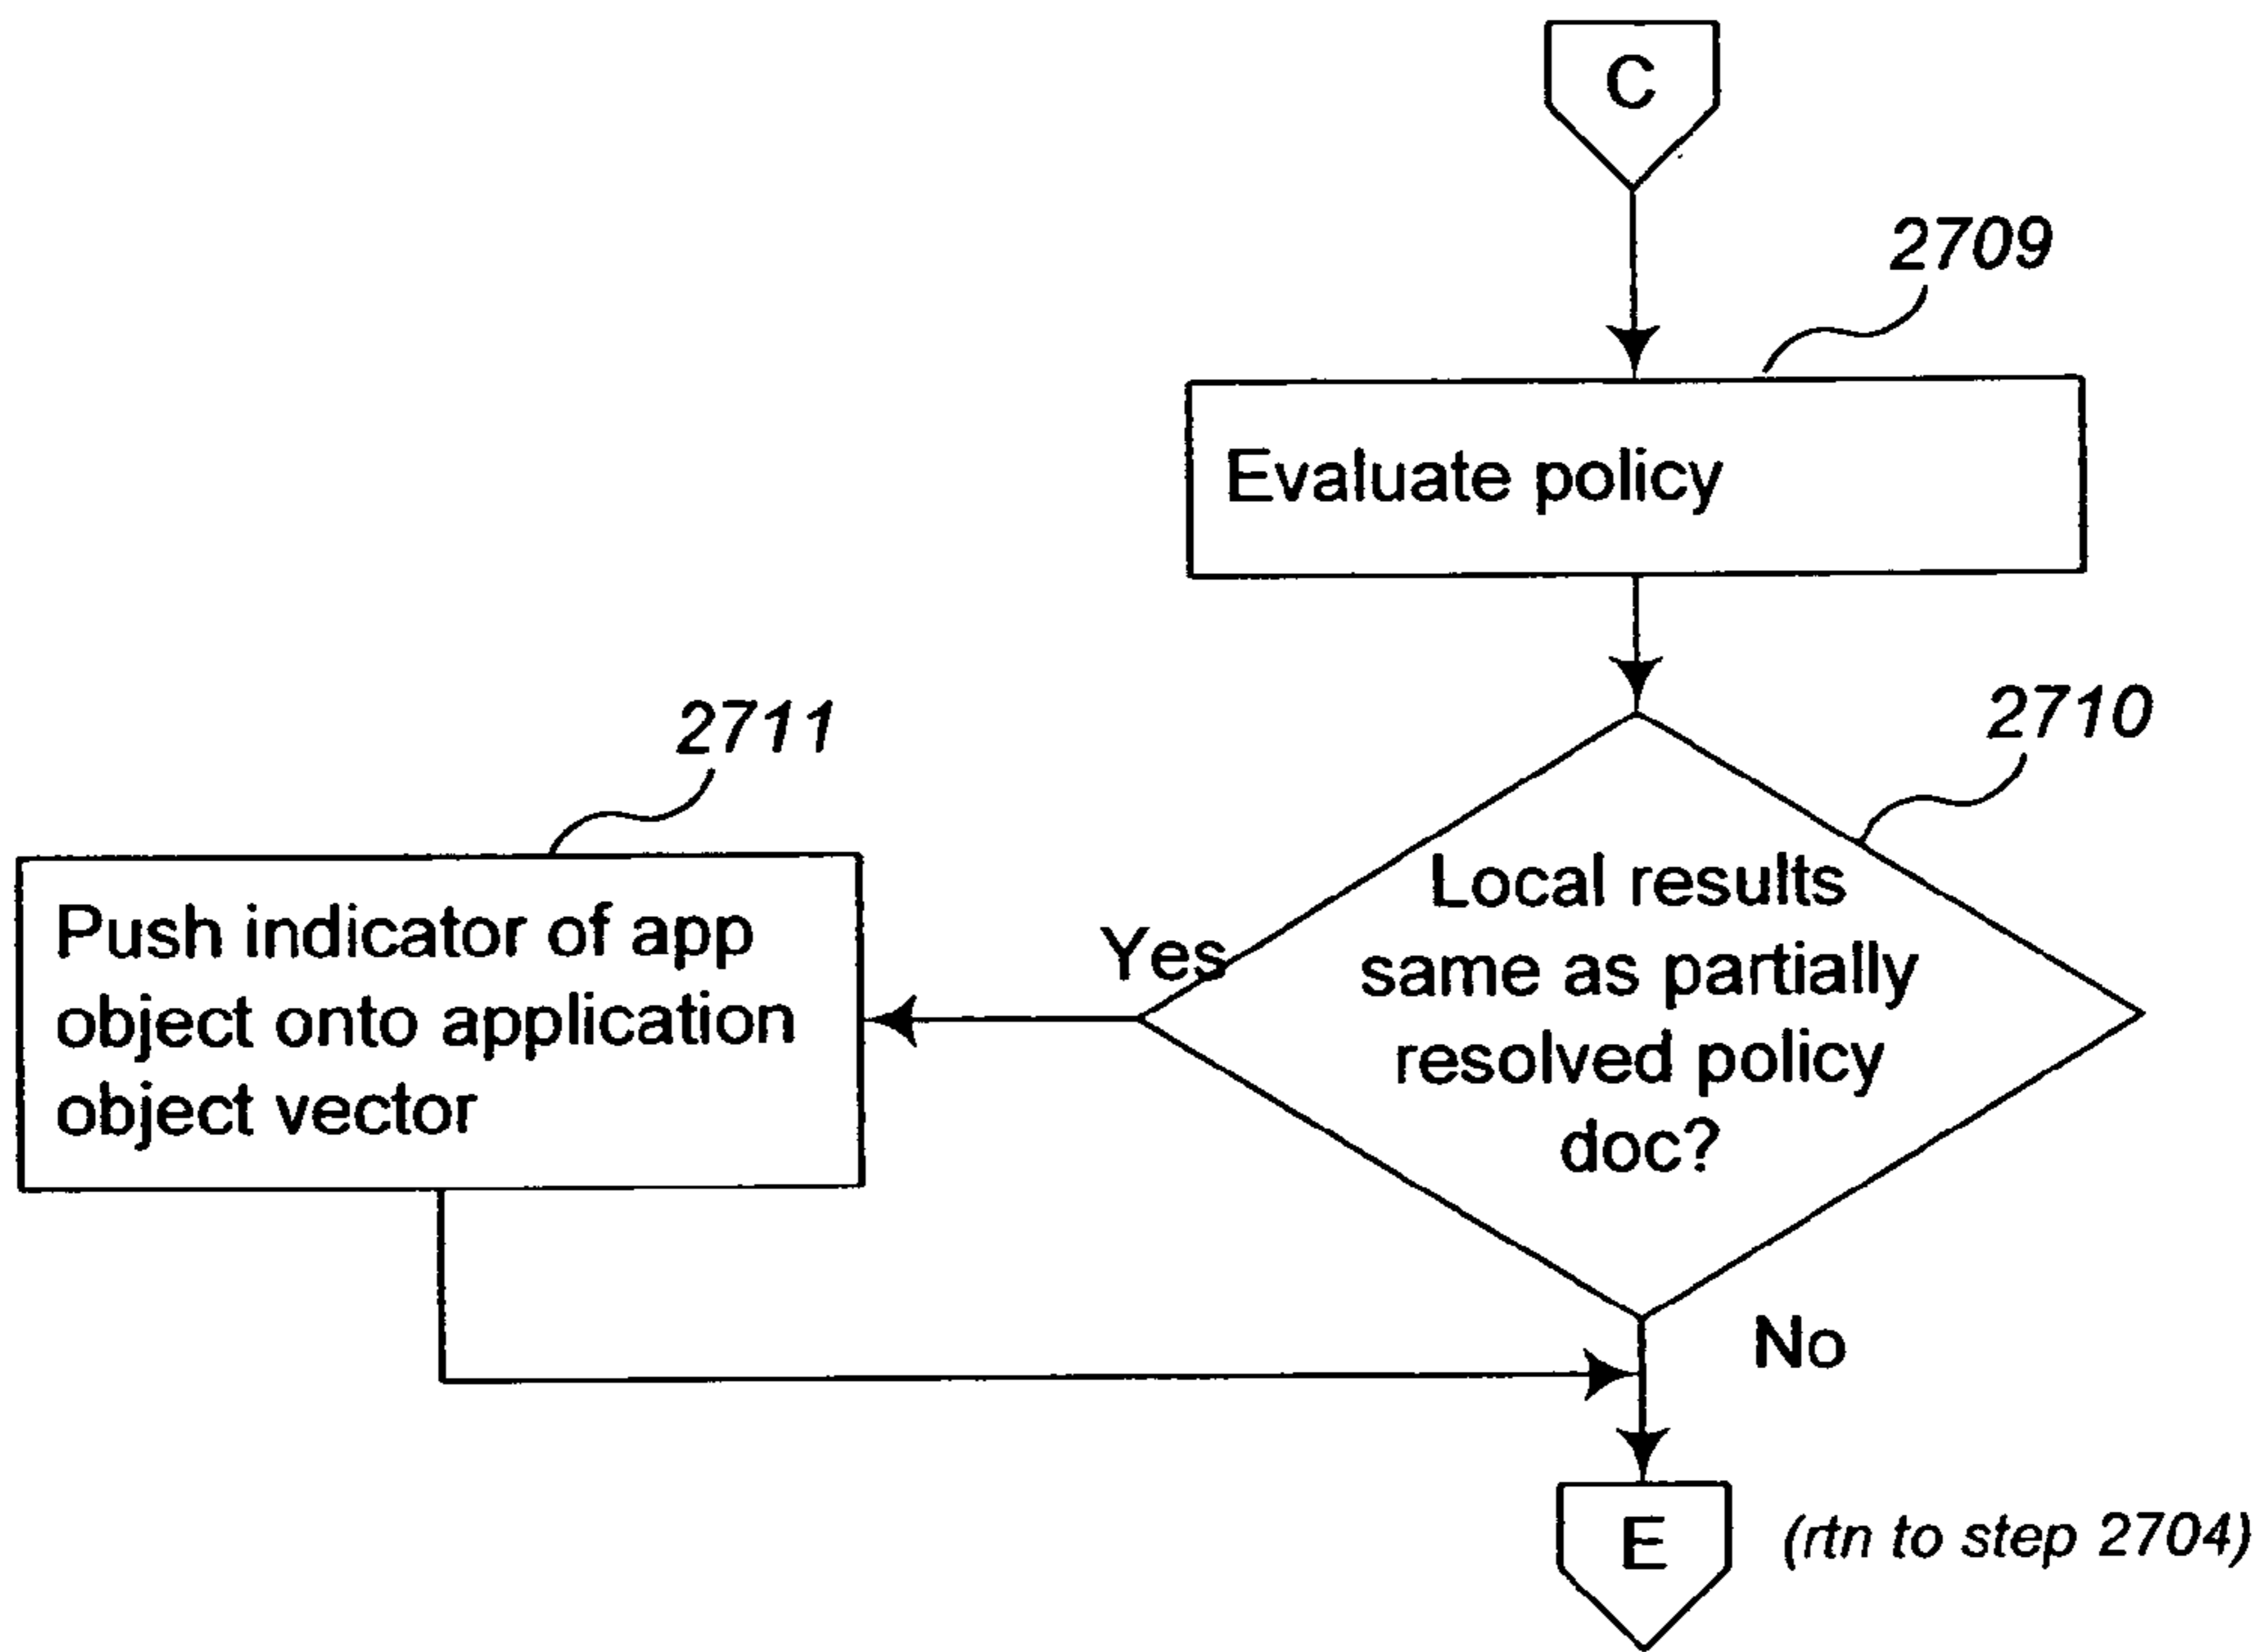 C
2709
Evaluate policy
2711
2710
Push indicator of app
object onto application
object vector
Yes
Local results
same as partially
resolved policy
doc?
No
E
(rtn to step 2704)